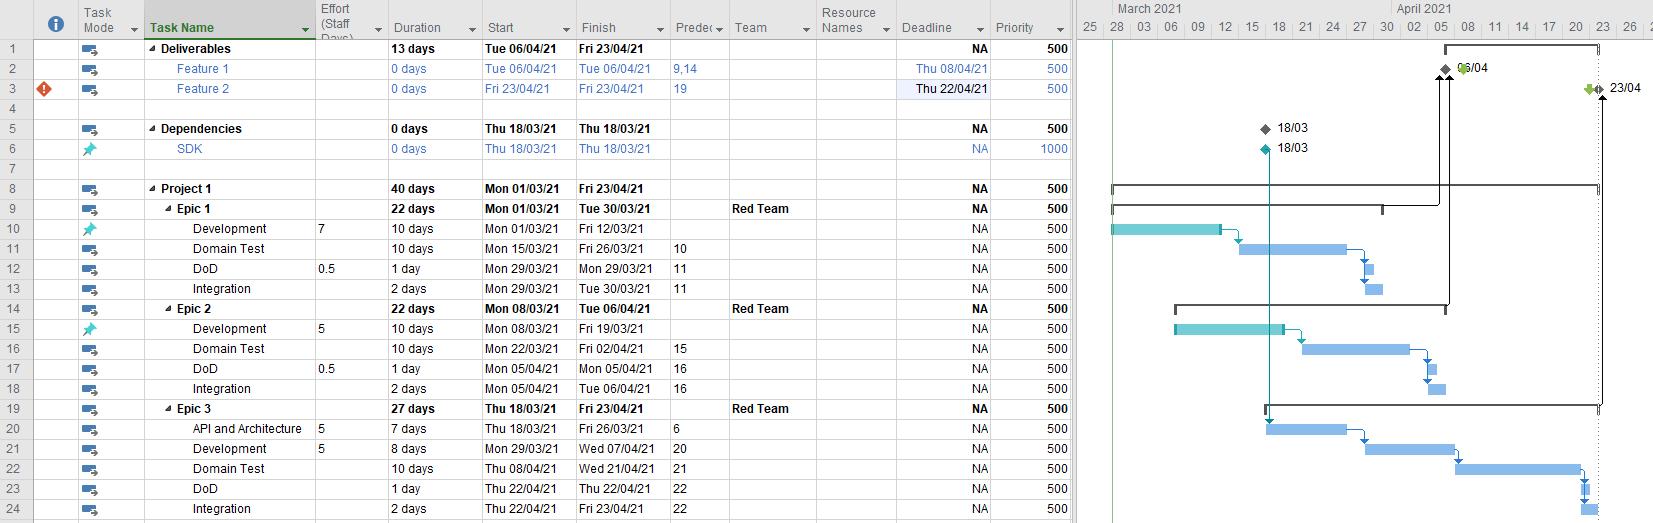 Task Mode Task Name Effort (Staff Days) Duration Start Finish Predec Team Resource Names Deadline Priority
March 2021 April 2021
25 28 03 06 09 12 15 18 21 24 27 30 02 05 08 11 14 17 20 23 26
1 Deliverables 13 days Tue 06/04/21 Fri 23/04/21 NA 500
2 Feature 1 0 days Tue 06/04/21 Tue 06/04/21 9,14 Thu 08/04/21 500 06/04
3 Feature 2 0 days Fri 23/04/21 Fri 23/04/21 19 Thu 22/04/21 500 23/04
4
5 Dependencies 0 days Thu 18/03/21 Thu 18/03/21 NA 500 18/03
6 SDK 0 days Thu 18/03/21 Thu 18/03/21 NA 1000 18/03
7
8 Project 1 40 days Mon 01/03/21 Fri 23/04/21 NA 500
9 Epic 1 22 days Mon 01/03/21 Tue 30/03/21 Red Team NA 500
10 Development 7 10 days Mon 01/03/21 Fri 12/03/21 NA 500
11 Domain Test 10 days Mon 15/03/21 Fri 26/03/21 10 NA 500
12 DoD 0.5 1 day Mon 29/03/21 Mon 29/03/21 11 NA 500
13 Integration 2 days Mon 29/03/21 Tue 30/03/21 11 NA 500
14 Epic 2 22 days Mon 08/03/21 Tue 06/04/21 Red Team NA 500
15 Development 5 10 days Mon 08/03/21 Fri 19/03/21 NA 500
16 Domain Test 10 days Mon 22/03/21 Fri 02/04/21 15 NA 500
17 DoD 0.5 1 day Mon 05/04/21 Mon 05/04/21 16 NA 500
18 Integration 2 days Mon 05/04/21 Tue 06/04/21 16 NA 500
19 Epic 3 27 days Thu 18/03/21 Fri 23/04/21 Red Team NA 500
20 API and Architecture 5 7 days Thu 18/03/21 Fri 26/03/21 6 NA 500
21 Development 5 8 days Mon 29/03/21 Wed 07/04/21 20 NA 500
22 Domain Test 10 days Thu 08/04/21 Wed 21/04/21 21 NA 500
23 DoD 1 day Thu 22/04/21 Thu 22/04/21 22 NA 500
24 Integration 2 days Thu 22/04/21 Fri 23/04/21 22 NA 500